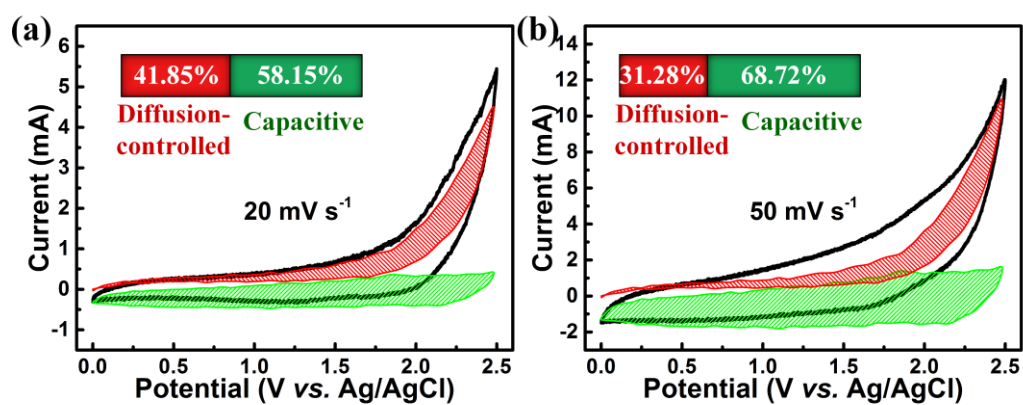 (a)
6
5
4
3
2
1
0
-1
Current (mA)
41.85% 58.15%
Diffusion-
controlled
Capacitive
20 mV s-1
0.0 0.5 1.0 1.5 2.0 2.5
Potential (V vs. Ag/AgCl)
(b)
14
12
10
8
6
4
2
0
-2
Current (mA)
31.28% 68.72%
Diffusion-
controlled
Capacitive
50 mV s-1
0.0 0.5 1.0 1.5 2.0 2.5
Potential (V vs. Ag/AgCl)